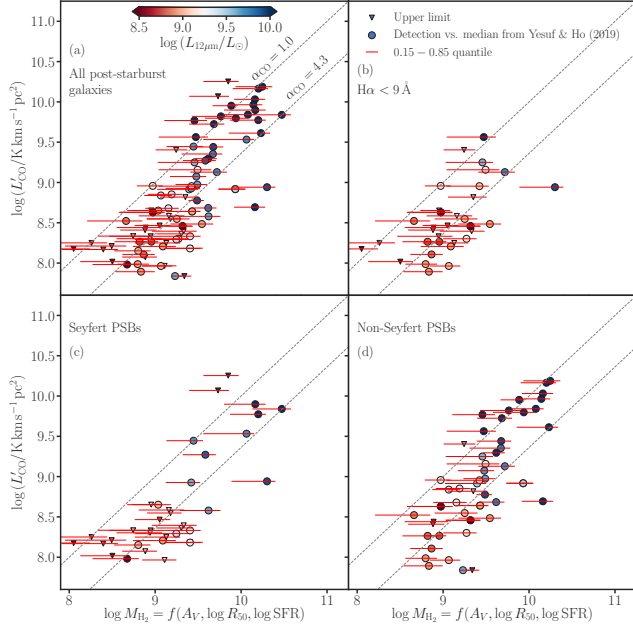 8.5 9.0 9.5 10.0
log (L12μm/L⊙)
(a)
All post-starburst
galaxies
αCO = 1.0
αCO = 4.3
Upper limit
Detection vs. median from Yesuf & Ho (2019)
0.15 − 0.85 quantile
(b)
Hα < 9 Å
11.0
10.5
10.0
9.5
9.0
8.5
8.0
log (L′CO/K km s−1 pc2)
Seyfert PSBs
(c)
Non-Seyfert PSBs
(d)
11.0
10.5
10.0
9.5
9.0
8.5
8.0
log (L′CO/K km s−1 pc2)
8 9 10 11
9 10 11
log MH2 = f(AV, log R50, log SFR)
log MH2 = f(AV, log R50, log SFR)